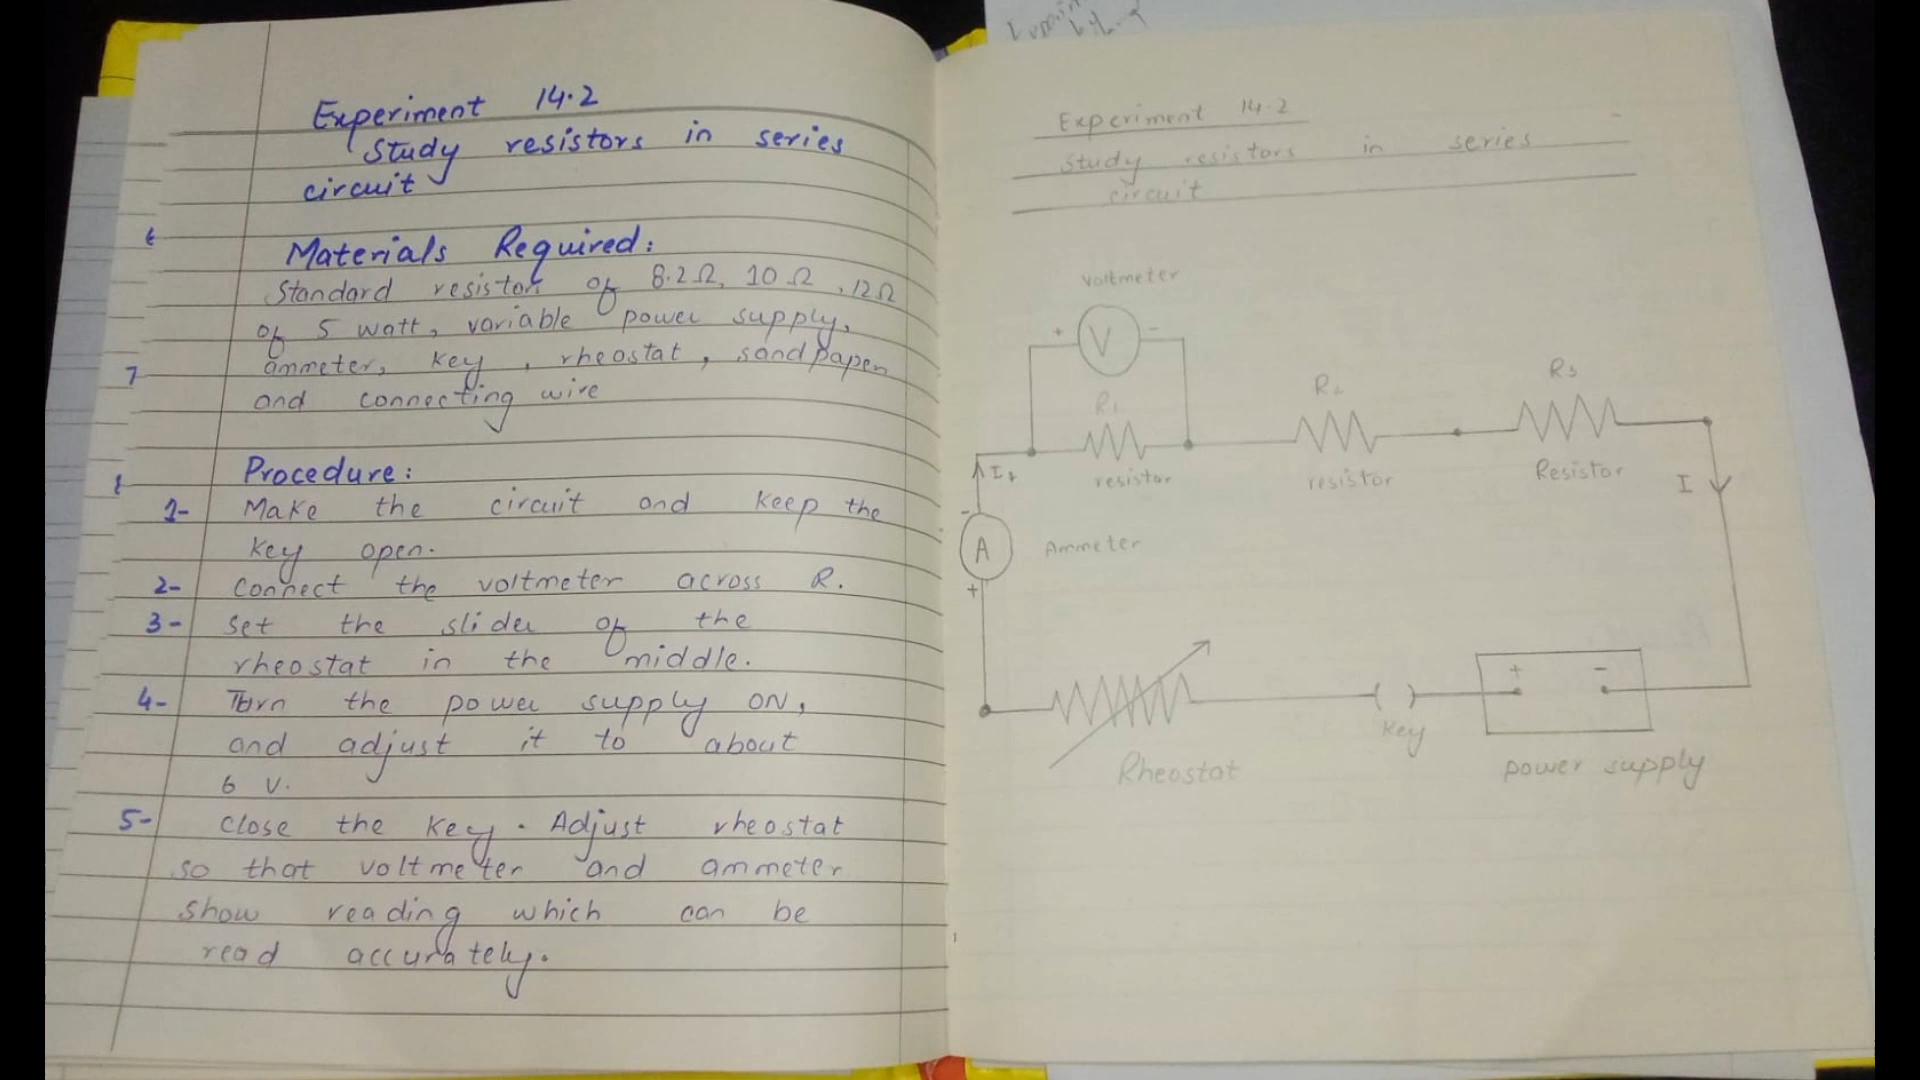 Experiment 14.2
Study resistors in series
circuit
Materials Required:
Standard resistors of 8.2Ω, 10Ω, 12Ω
of 5 watt, variable power supply,
ammeter, key, rheostat, sandpaper
and connecting wire
7
Procedure:
1- Make the circuit and keep the
key open.
2- Connect the voltmeter across R.
3- Set the slider of the
rheostat in the middle.
4- Turn the power supply ON,
and adjust it to about
6 V.
5- Close the key. Adjust rheostat
so that voltmeter and ammeter
show reading which can be
read accurately.
Experiment 14.2
Study resistors in series
circuit
voltmeter
+ V -
R1 R2 R3
resistor resistor Resistor
I
I
-
A Ammeter
+
+ -
Rheostat key power supply